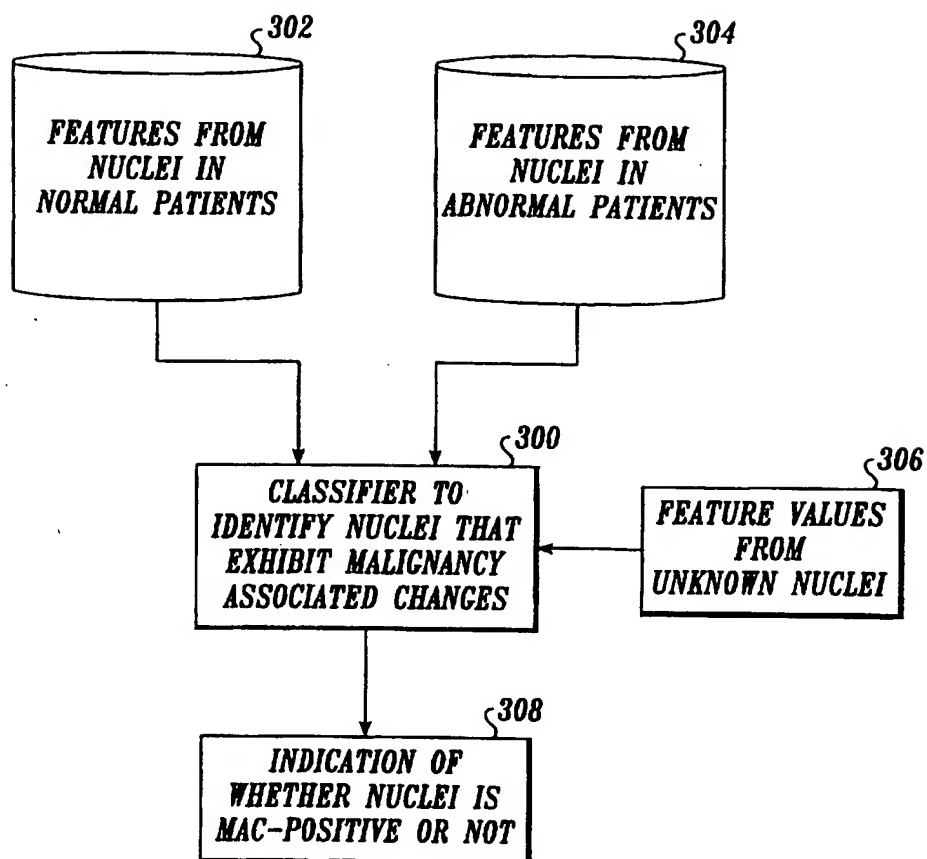 302
FEATURES FROM
NUCLEI IN
NORMAL PATIENTS
304
FEATURES FROM
NUCLEI IN
ABNORMAL PATIENTS
300
CLASSIFIER TO
IDENTIFY NUCLEI THAT
EXHIBIT MALIGNANCY
ASSOCIATED CHANGES
306
FEATURE VALUES
FROM
UNKNOWN NUCLEI
308
INDICATION OF
WHETHER NUCLEI IS
MAC-POSITIVE OR NOT